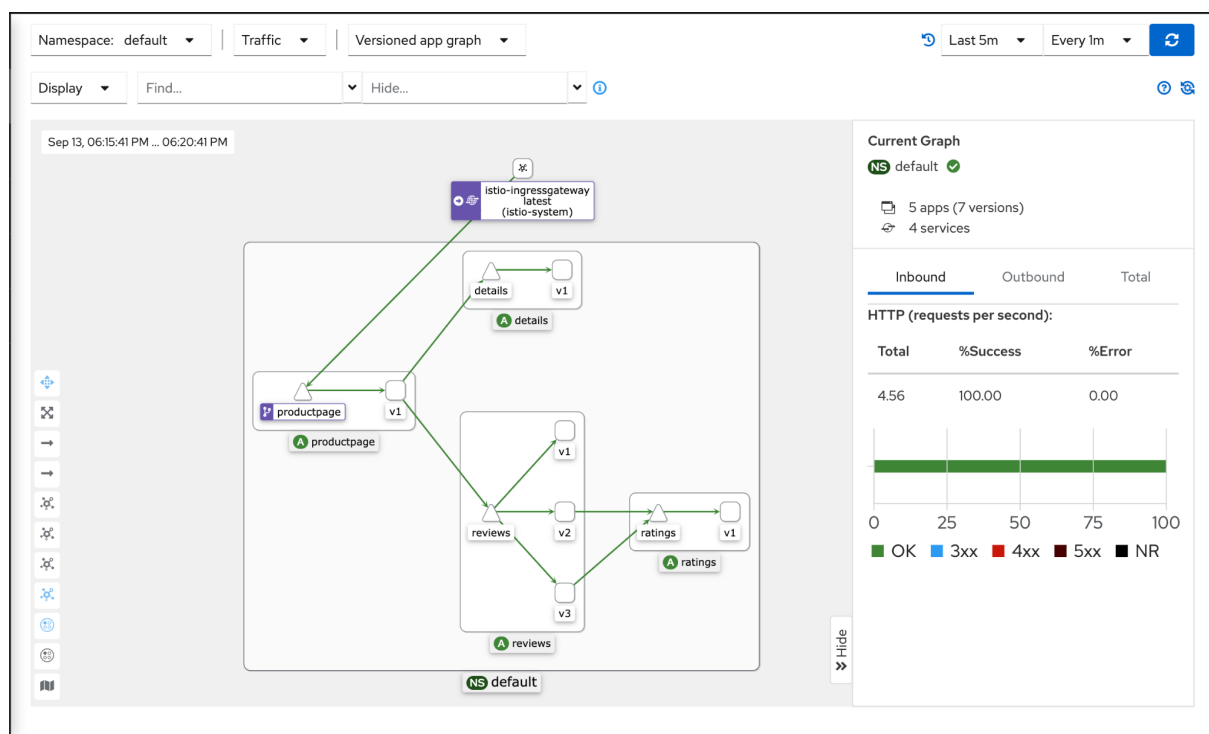 Namespace: default
Traffic
Versioned app graph
Last 5m
Every 1m
Display
Find...
Hide...
Sep 13, 06:15:41 PM ... 06:20:41 PM
istio-ingressgateway
latest
(istio-system)
details
v1
A details
productpage
v1
A productpage
v1
reviews
v2
ratings
v1
A ratings
v3
A reviews
NS default
Hide
Current Graph
NS default
5 apps (7 versions)
4 services
Inbound Outbound Total
HTTP (requests per second):
Total %Success %Error
4.56 100.00 0.00
0 25 50 75 100
OK 3xx 4xx 5xx NR